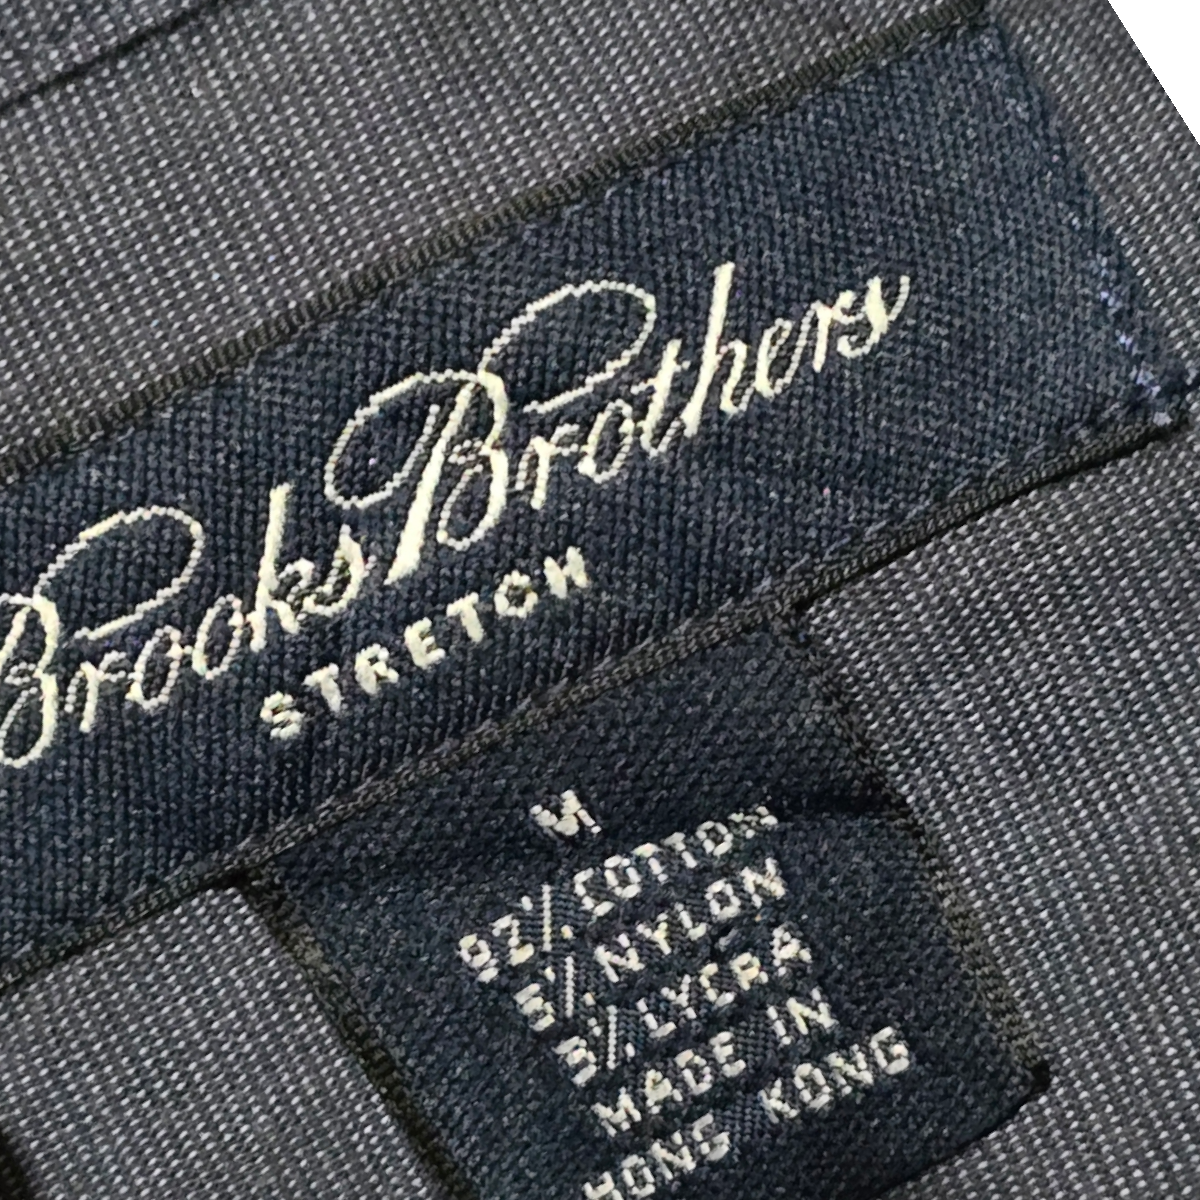 Brooks Brothers
STRETCH
M
92% COTTON
5% NYLON
3% LYCRA
MADE IN
HONG KONG